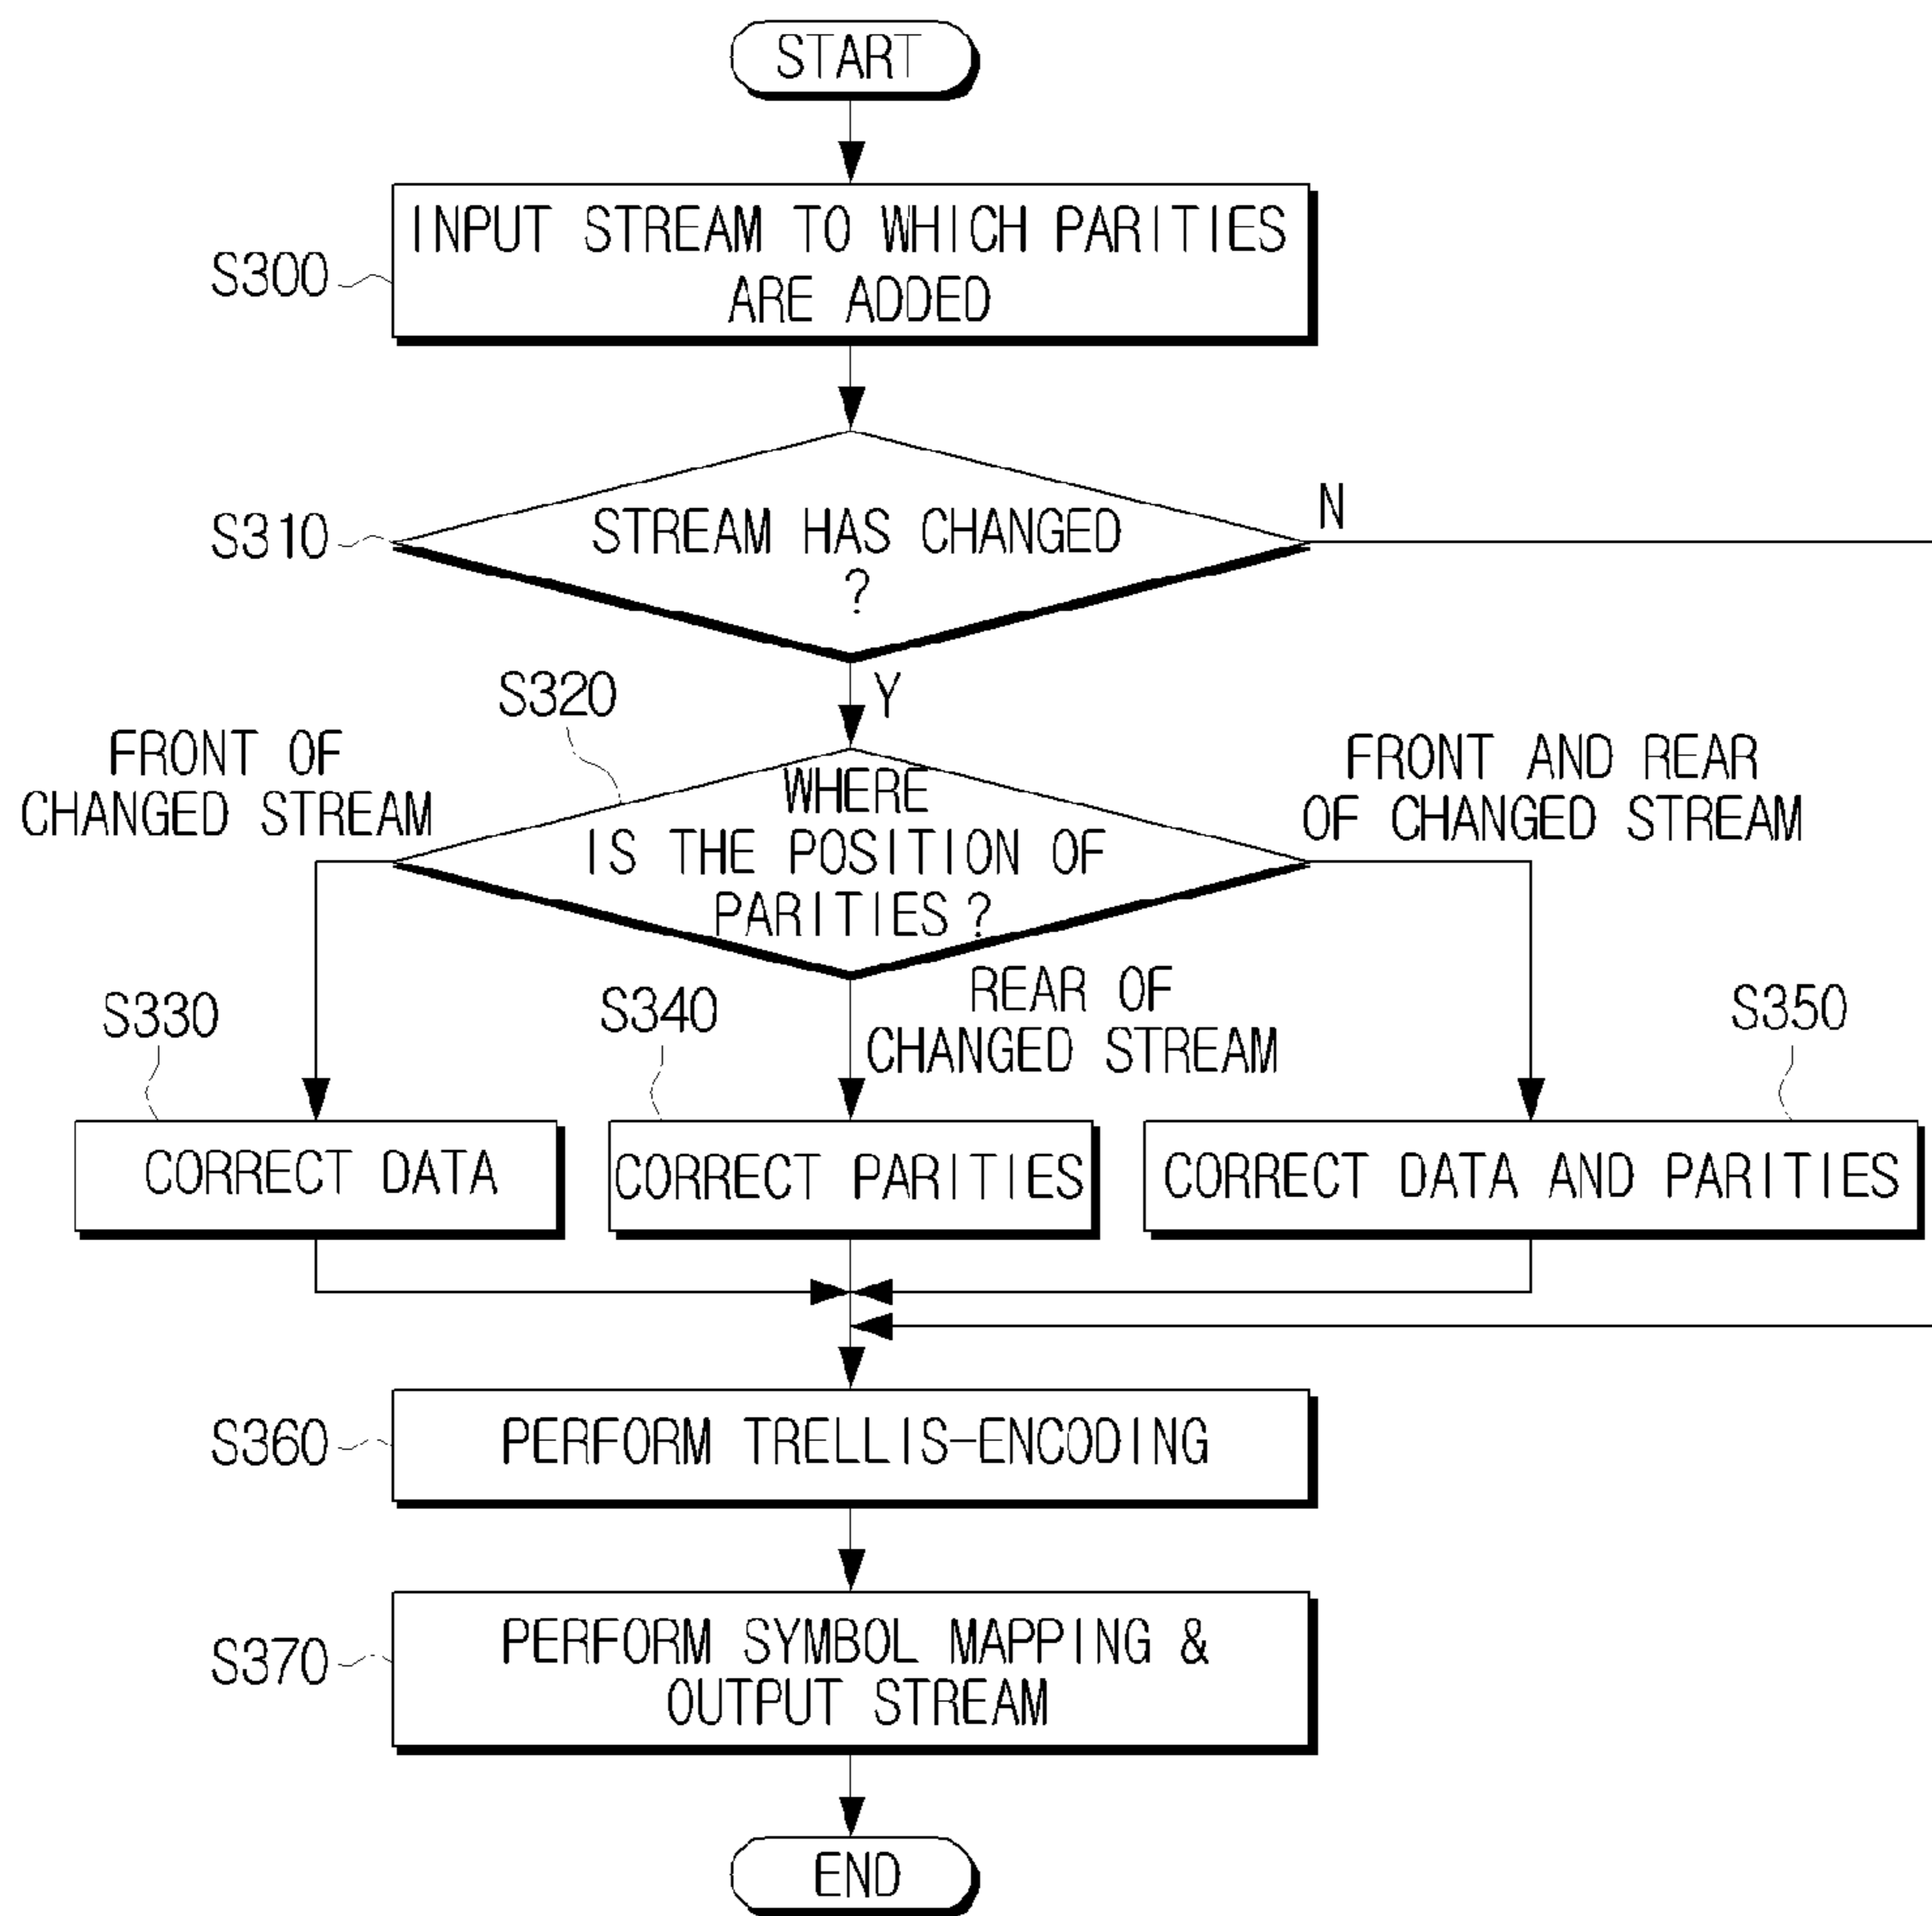 START
INPUT STREAM TO WHICH PARITIES
ARE ADDED
S300
STREAM HAS CHANGED
?
S310
N
Y
S320
FRONT OF
CHANGED STREAM
WHERE
IS THE POSITION OF
PARITIES?
FRONT AND REAR
OF CHANGED STREAM
REAR OF
CHANGED STREAM
S330
S340
S350
CORRECT DATA
CORRECT PARITIES
CORRECT DATA AND PARITIES
S360
PERFORM TRELLIS-ENCODING
S370
PERFORM SYMBOL MAPPING &
OUTPUT STREAM
END